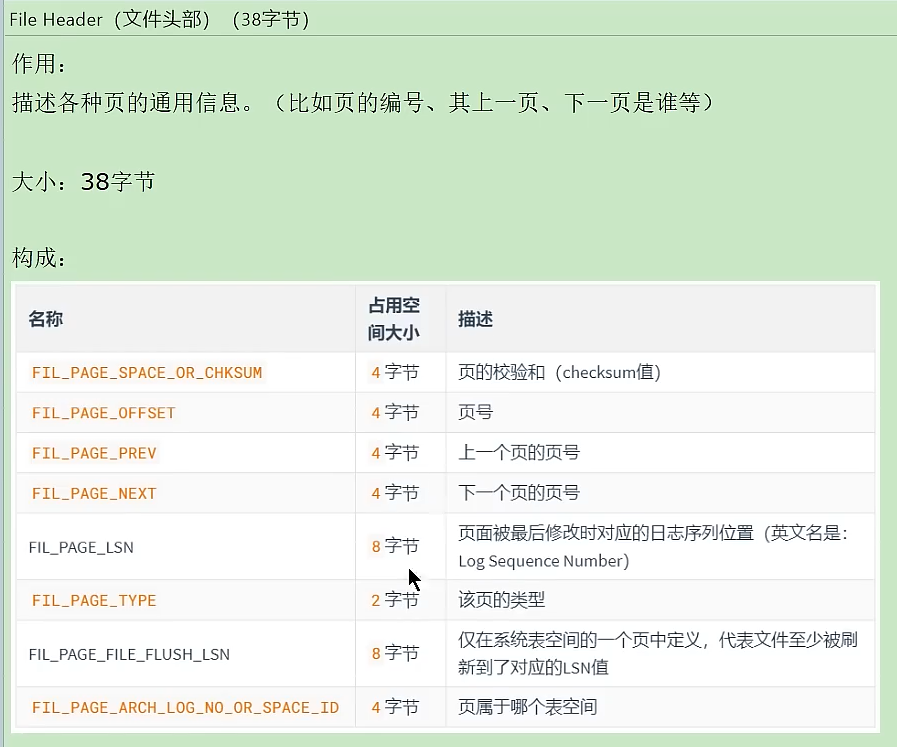 File Header（文件头部）（38字节）
作用：
描述各种页的通用信息。（比如页的编号、其上一页、下一页是谁等）
大小：38字节
构成：
名称 占用空间大小 描述
FIL_PAGE_SPACE_OR_CHKSUM 4 字节 页的校验和（checksum值）
FIL_PAGE_OFFSET 4 字节 页号
FIL_PAGE_PREV 4 字节 上一个页的页号
FIL_PAGE_NEXT 4 字节 下一个页的页号
FIL_PAGE_LSN 8 字节 页面被最后修改时对应的日志序列位置（英文名是：
Log Sequence Number）
FIL_PAGE_TYPE 2 字节 该页的类型
FIL_PAGE_FILE_FLUSH_LSN 8 字节 仅在系统表空间的一个页中定义，代表文件至少被刷
新到了对应的LSN值
FIL_PAGE_ARCH_LOG_NO_OR_SPACE_ID 4 字节 页属于哪个表空间